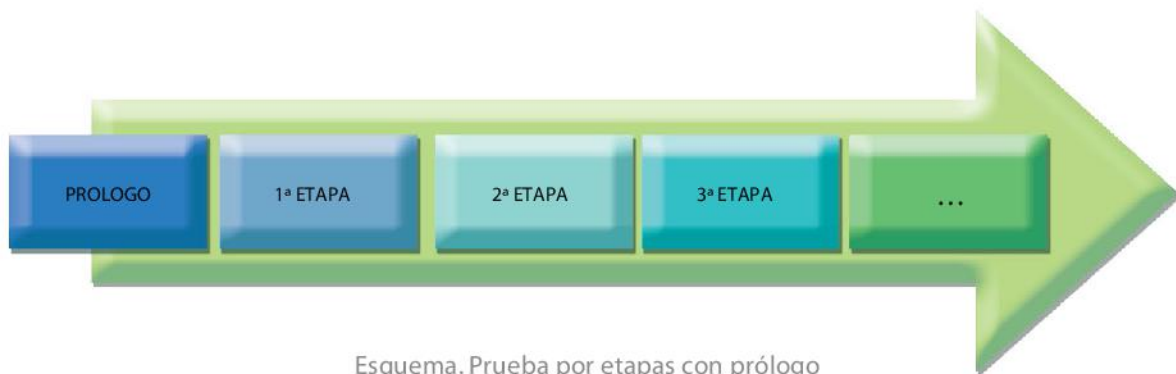 PROLOGO
1ª ETAPA
2ª ETAPA
3ª ETAPA
...
Esquema. Prueba por etapas con prólogo